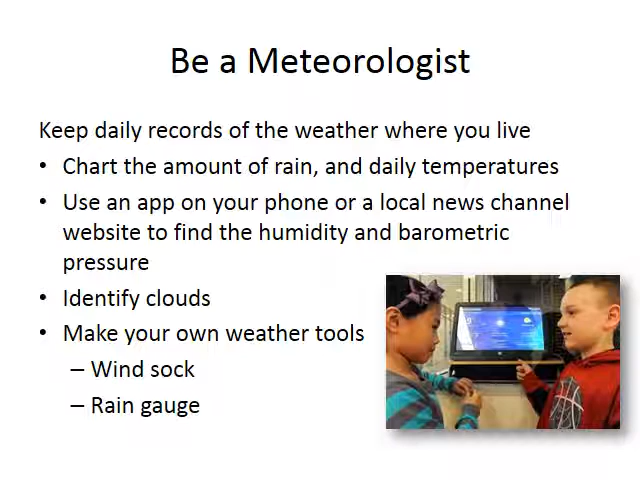 Be a Meteorologist
Keep daily records of the weather where you live
• Chart the amount of rain, and daily temperatures
• Use an app on your phone or a local news channel
website to find the humidity and barometric
pressure
• Identify clouds
• Make your own weather tools
– Wind sock
– Rain gauge